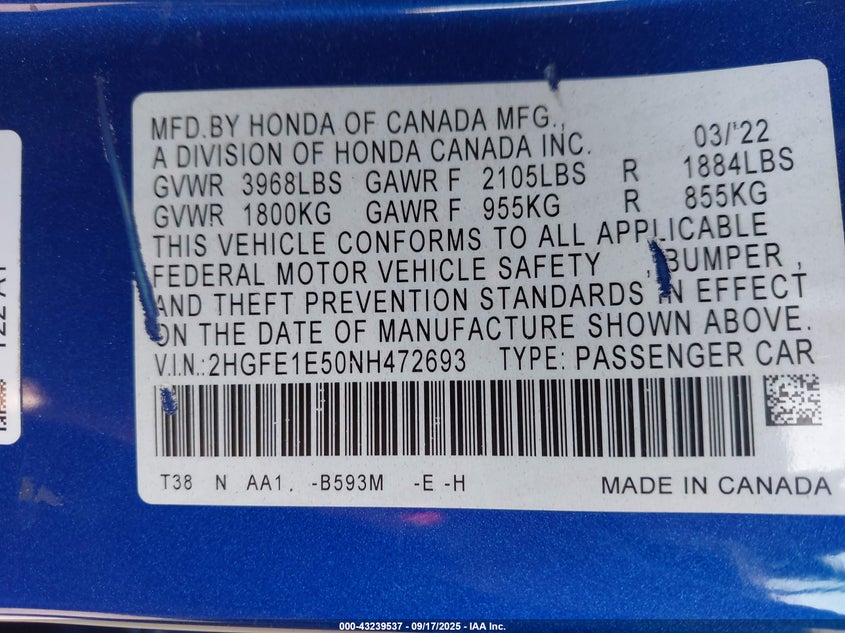 MFD.BY HONDA OF CANADA MFG.,
A DIVISION OF HONDA CANADA INC. 03/'22
GVWR 3968LBS GAWR F 2105LBS R 1884LBS
GVWR 1800KG GAWR F 955KG R 855KG
THIS VEHICLE CONFORMS TO ALL APPLICABLE
FEDERAL MOTOR VEHICLE SAFETY , BUMPER ,
AND THEFT PREVENTION STANDARDS IN EFFECT
ON THE DATE OF MANUFACTURE SHOWN ABOVE.
V.I.N.:2HGFE1E50NH472693 TYPE: PASSENGER CAR
T38 N AA1. -B593M -E -H MADE IN CANADA
000-43239537 - 09/17/2025 - IAA Inc.